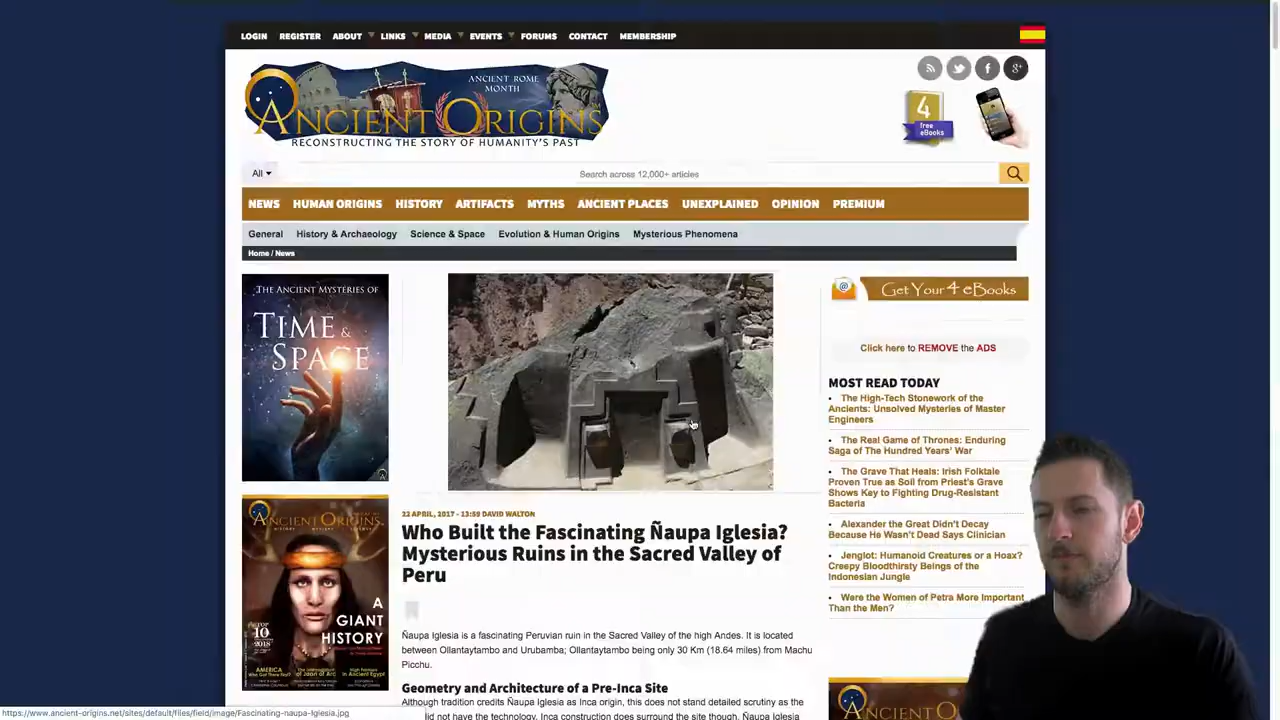 LOGIN REGISTER ABOUT LINKS MEDIA EVENTS FORUMS CONTACT MEMBERSHIP
ANCIENT ROME
MONTH
ANCIENT ORIGINS
RECONSTRUCTING THE STORY OF HUMANITY'S PAST
4
free
eBooks
All
Search across 12,000+ articles
NEWS HUMAN ORIGINS HISTORY ARTIFACTS MYTHS ANCIENT PLACES UNEXPLAINED OPINION PREMIUM
General History & Archaeology Science & Space Evolution & Human Origins Mysterious Phenomena
Home / News
THE ANCIENT MYSTERIES OF
TIME &
SPACE
ANCIENT ORIGINS
A
GIANT
HISTORY
TOP
10
2018
AMERICA
22 APRIL, 2017 - 13:59 DAVID WALTON
Who Built the Fascinating Ñaupa Iglesia?
Mysterious Ruins in the Sacred Valley of
Peru
Ñaupa Iglesia is a fascinating Peruvian ruin in the Sacred Valley of the high Andes. It is located
between Ollantaytambo and Urubamba; Ollantaytambo being only 30 Km (18.64 miles) from Machu
Picchu.
Geometry and Architecture of a Pre-Inca Site
Although tradition credits Ñaupa Iglesia as Inca origin, this does not stand detailed scrutiny as the
did not have the technology. Inca construction does surround the site though. Ñaupa Iglesia
Get Your 4 eBooks
Click here to REMOVE the ADS
MOST READ TODAY
The High-Tech Stonework of the
Ancients: Unsolved Mysteries of Master
Engineers
The Real Game of Thrones: Enduring
Saga of The Hundred Years' War
The Grave That Heals: Irish Folktale
Proven True as Soil from Priest's Grave
Shows Key to Fighting Drug-Resistant
Bacteria
Alexander the Great Didn't Decay
Because He Wasn't Dead Says Clinician
Jenglot: Humanoid Creatures or a Hoax?
Creepy Bloodthirsty Beings of the
Indonesian Jungle
Were the Women of Petra More Important
Than the Men?
ANCIENT O
https://www.ancient-origins.net/sites/default/files/field/image/Fascinating-naupa-Iglesia.jpg